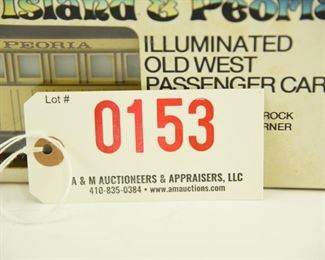 Island & Peoria
PEORIA
ILLUMINATED
OLD WEST
PASSENGER CAR
ROCK
RNER
Lot #
0153
A & M AUCTIONEERS & APPRAISERS, LLC
410-835-0384 • www.amauctions.com